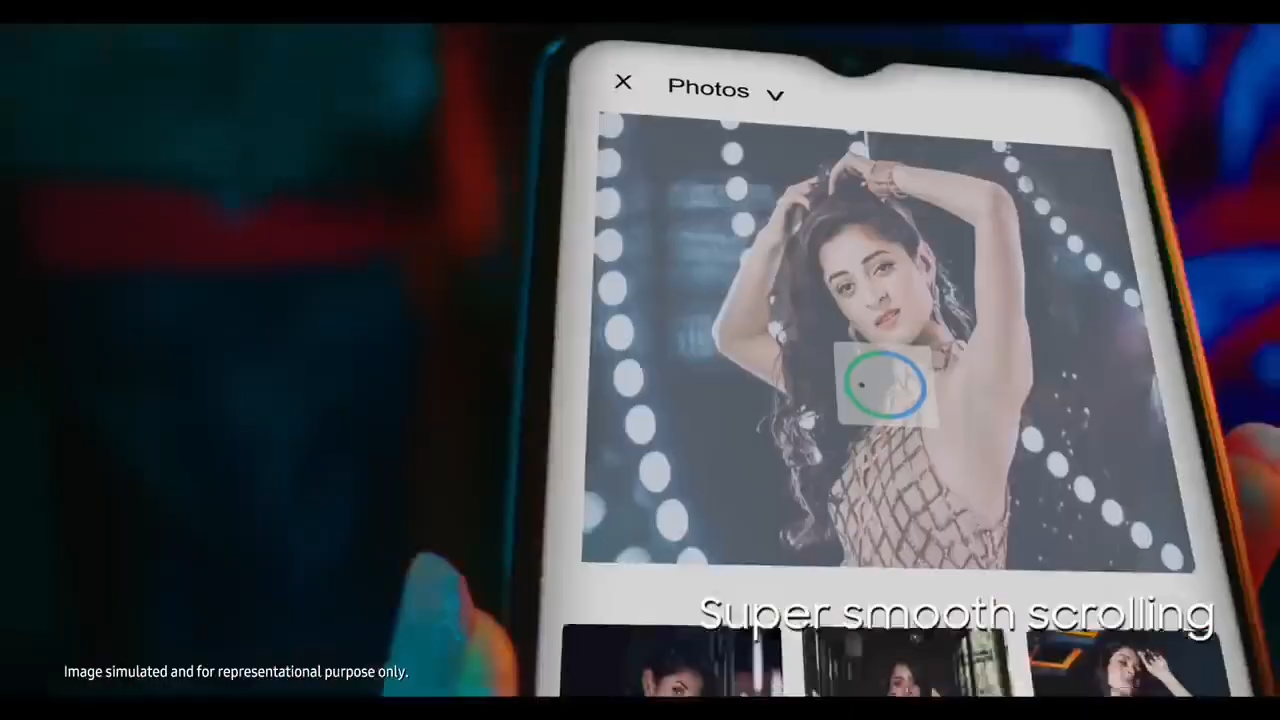 Photos
Super smooth scrolling
Image simulated and for representational purpose only.